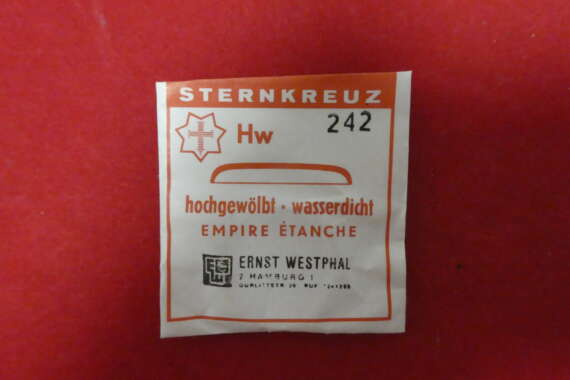 STERNKREUZ
Hw 242
hochgewölbt · wasserdicht
EMPIRE ÉTANCHE
ERNST WESTPHAL
2 HAMBURG 1